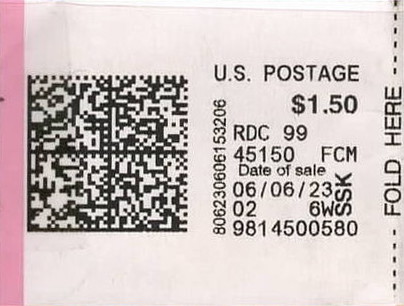 U.S. POSTAGE
$1.50
RDC 99
45150 FCM
Date of sale
06/06/23
02 6W
9814500580
SSK
806230606153206
FOLD HERE